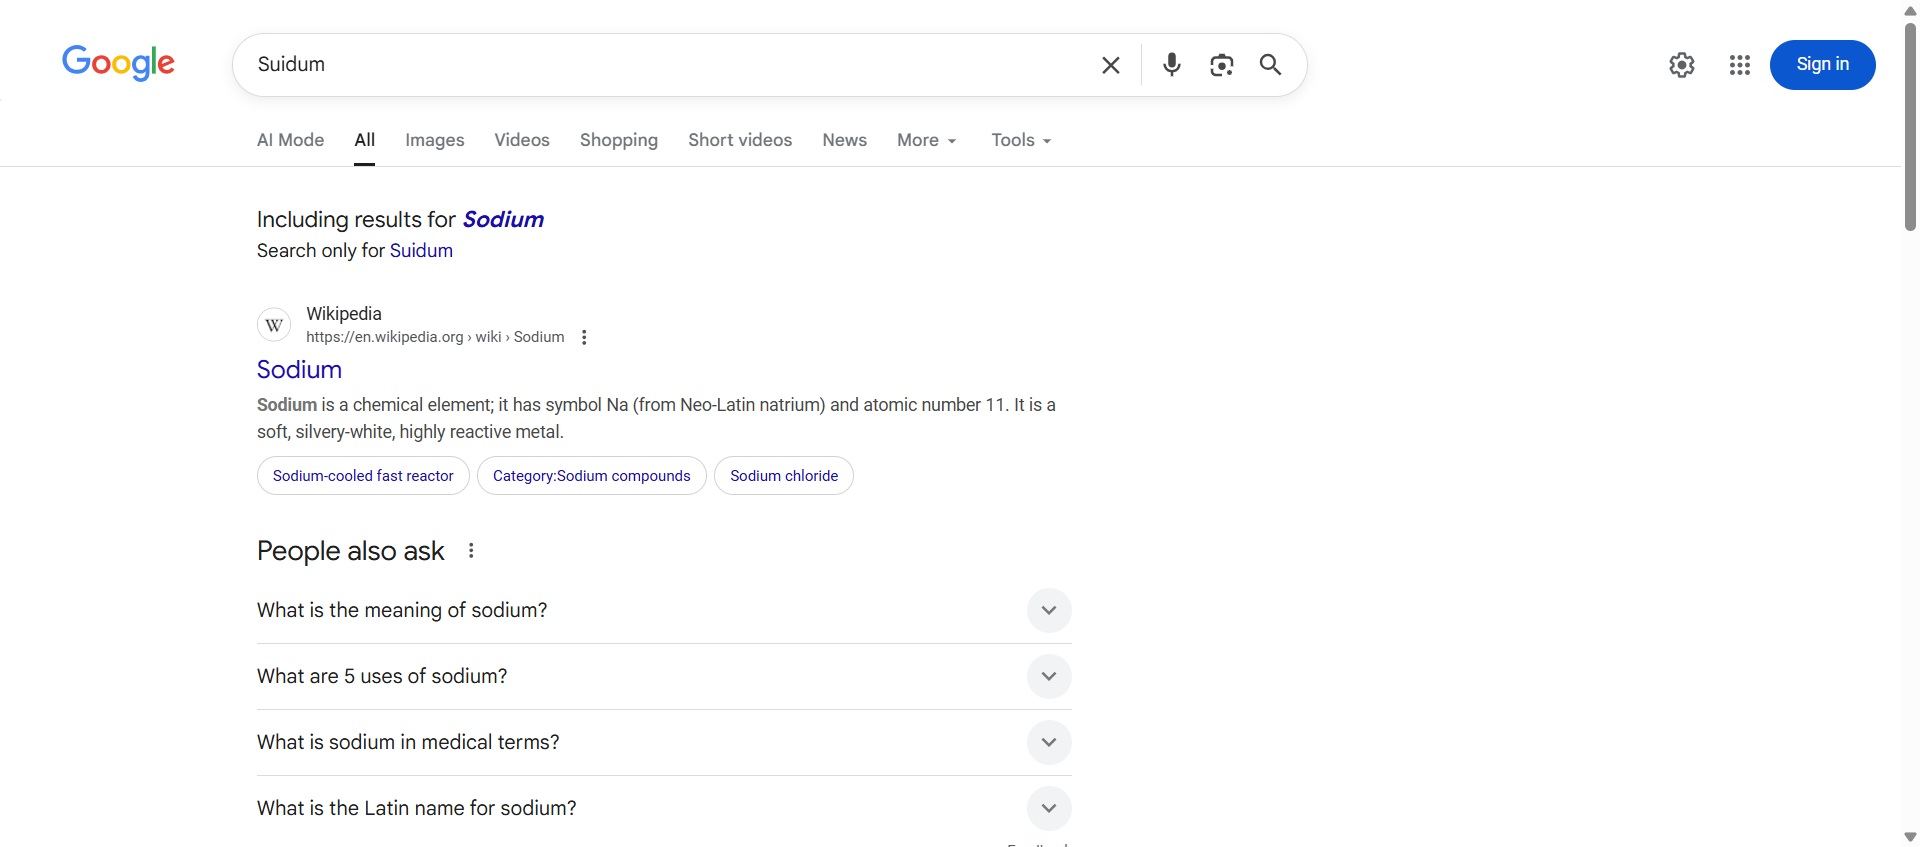 Google
Suidum
Sign in
AI Mode All Images Videos Shopping Short videos News More Tools
Including results for Sodium
Search only for Suidum
W
Wikipedia
https://en.wikipedia.org › wiki › Sodium
Sodium
Sodium is a chemical element; it has symbol Na (from Neo-Latin natrium) and atomic number 11. It is a
soft, silvery-white, highly reactive metal.
Sodium-cooled fast reactor Category:Sodium compounds Sodium chloride
People also ask
What is the meaning of sodium?
What are 5 uses of sodium?
What is sodium in medical terms?
What is the Latin name for sodium?